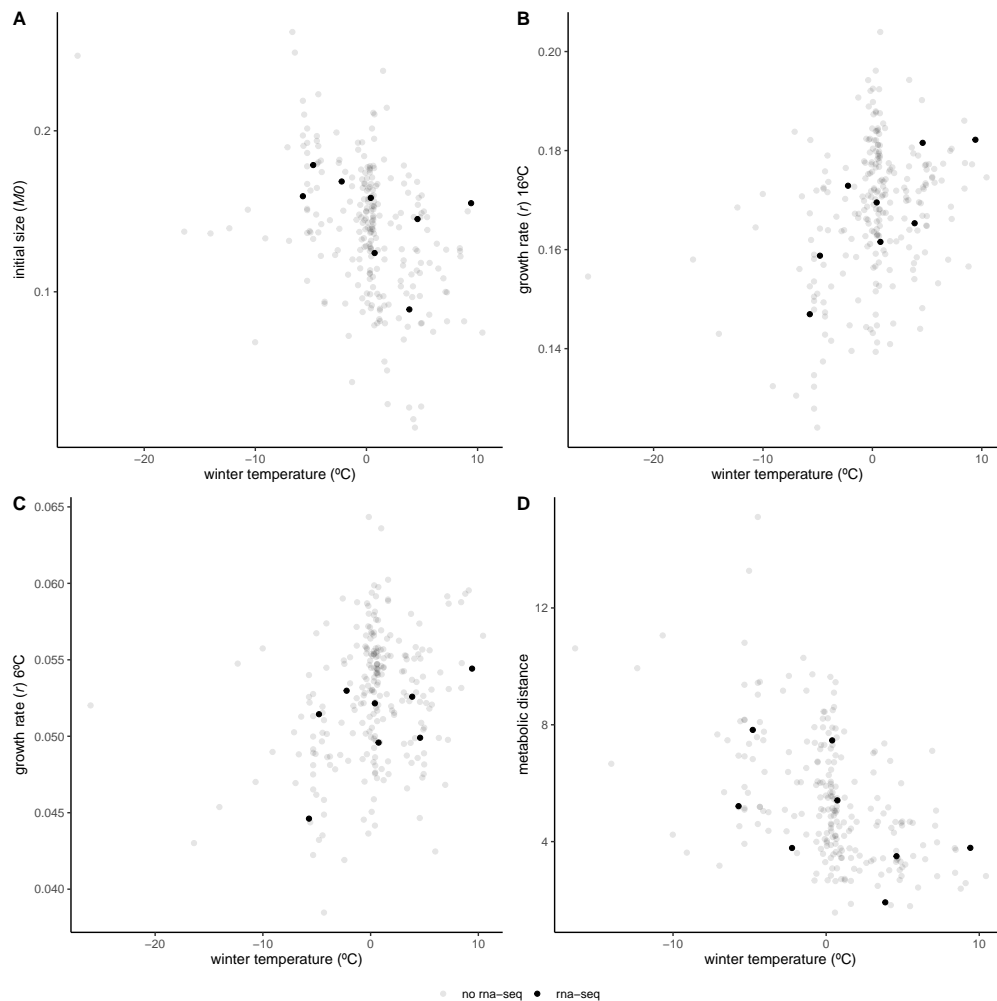 A
0.2
0.1
initial size (M0)
−20
−10
0
10
winter temperature (ºC)
B
0.20
0.18
0.16
0.14
growth rate (r) 16ºC
−20
−10
0
10
winter temperature (ºC)
C
0.065
0.060
0.055
0.050
0.045
0.040
growth rate (r) 6ºC
−20
−10
0
10
winter temperature (ºC)
D
12
8
4
metabolic distance
−10
0
10
winter temperature (ºC)
no rna−seq
rna−seq